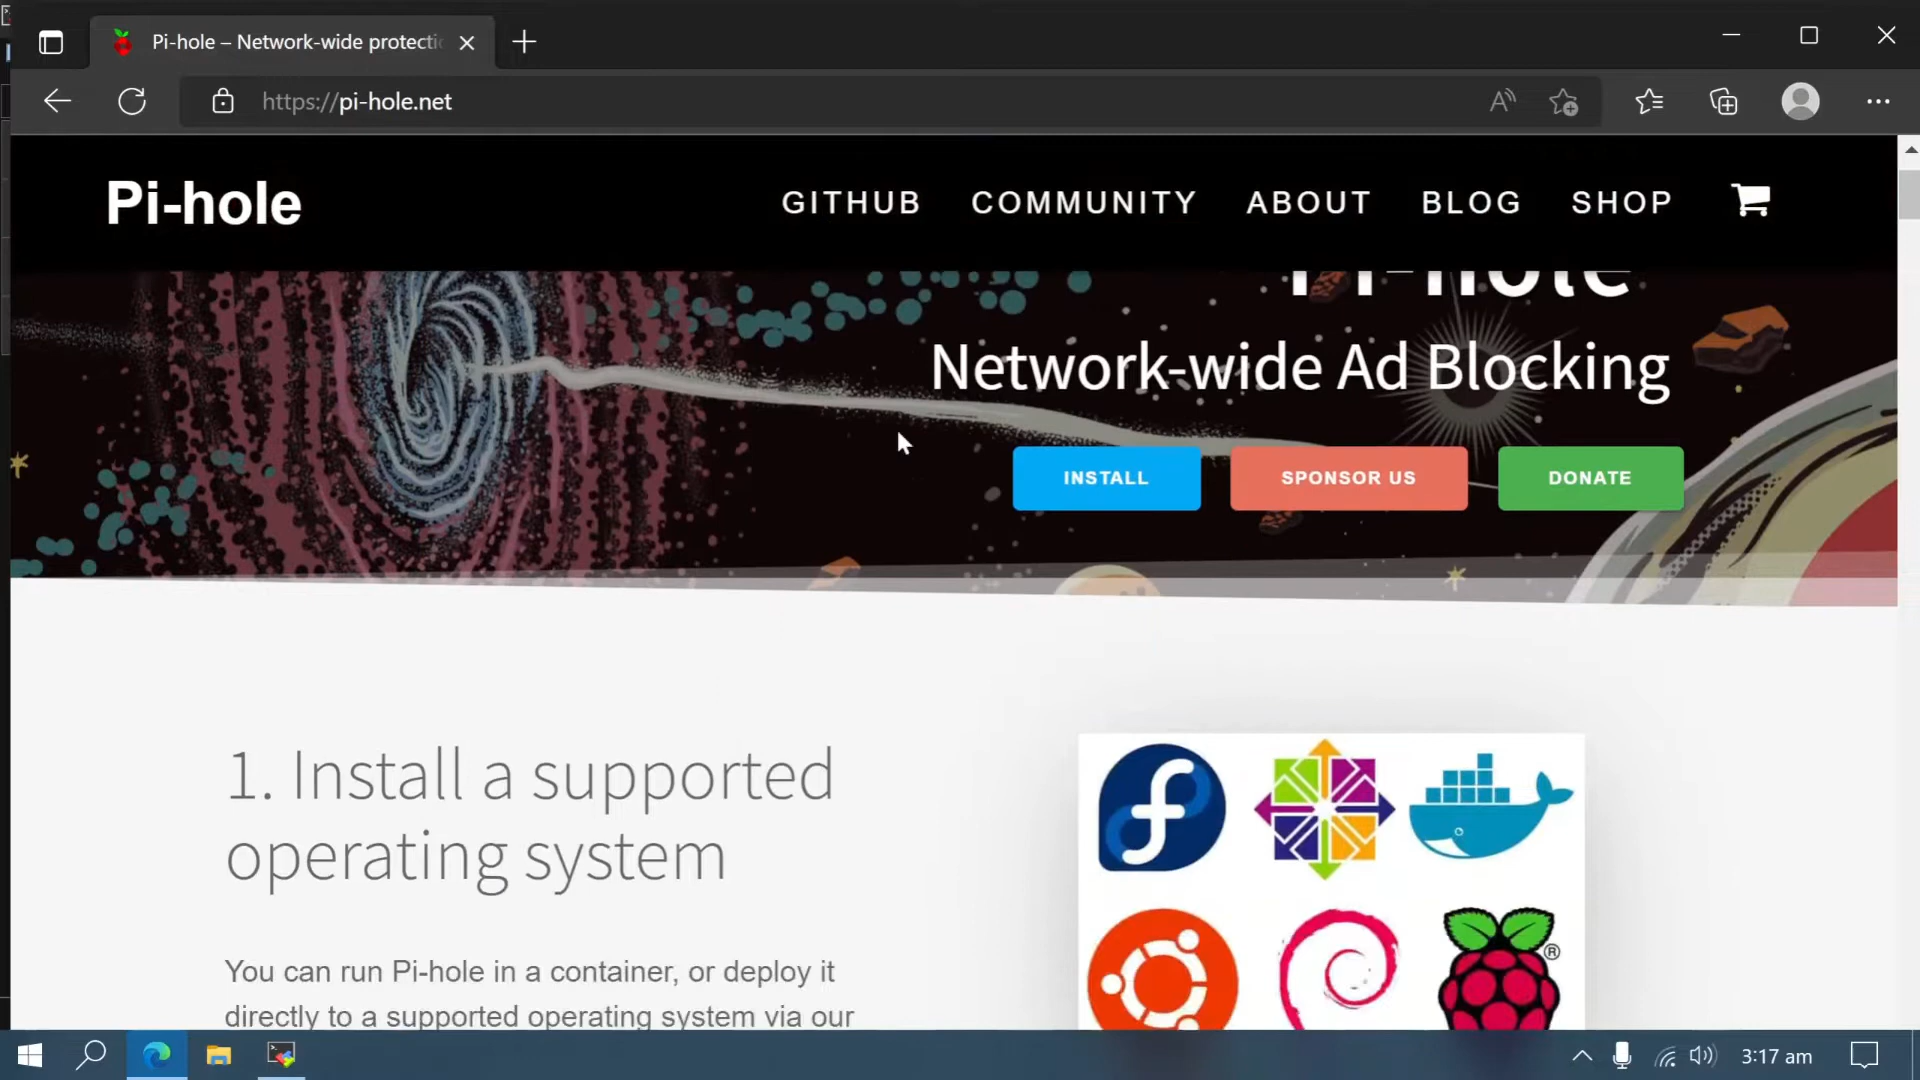 Pi-hole – Network-wide protecti
https://pi-hole.net
Pi-hole
GITHUB COMMUNITY ABOUT BLOG SHOP
Pi-hole
Network-wide Ad Blocking
INSTALL SPONSOR US DONATE
1. Install a supported
operating system
You can run Pi-hole in a container, or deploy it
directly to a supported operating system via our
®
3:17 am